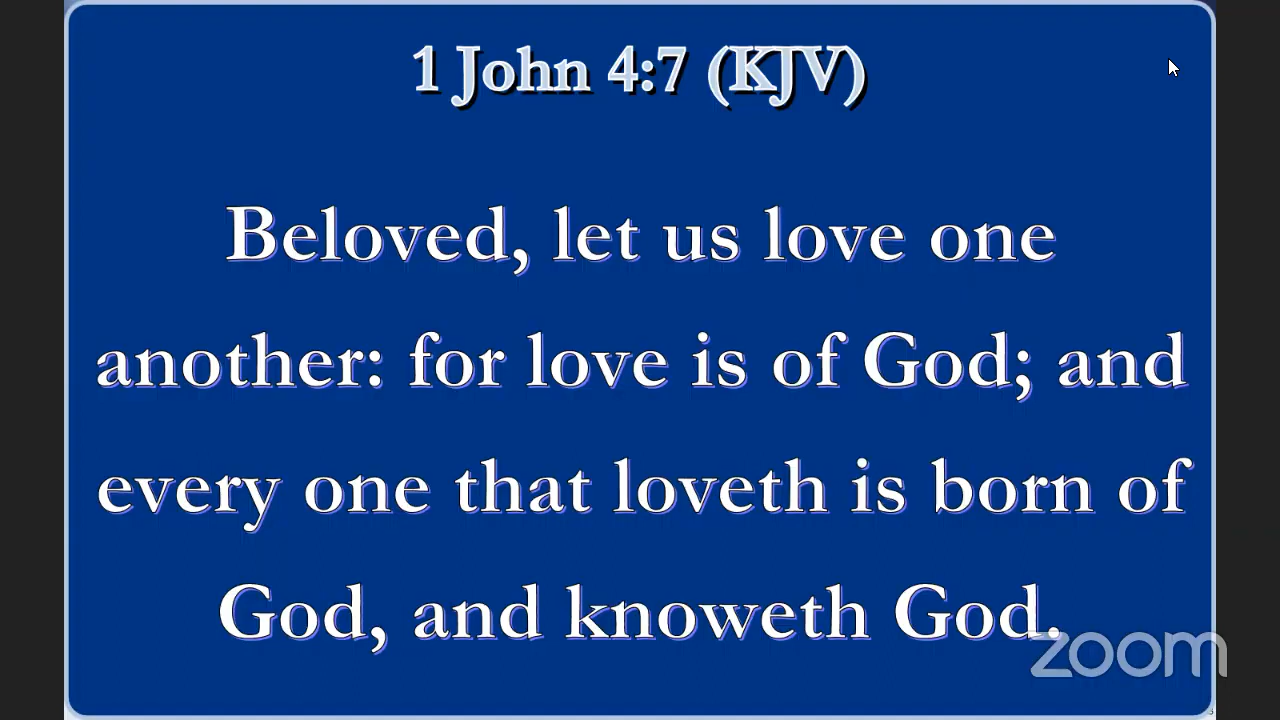 1 John 4:7 (KJV)
Beloved, let us love one
another: for love is of God; and
every one that loveth is born of
God, and knoweth God.
zoom